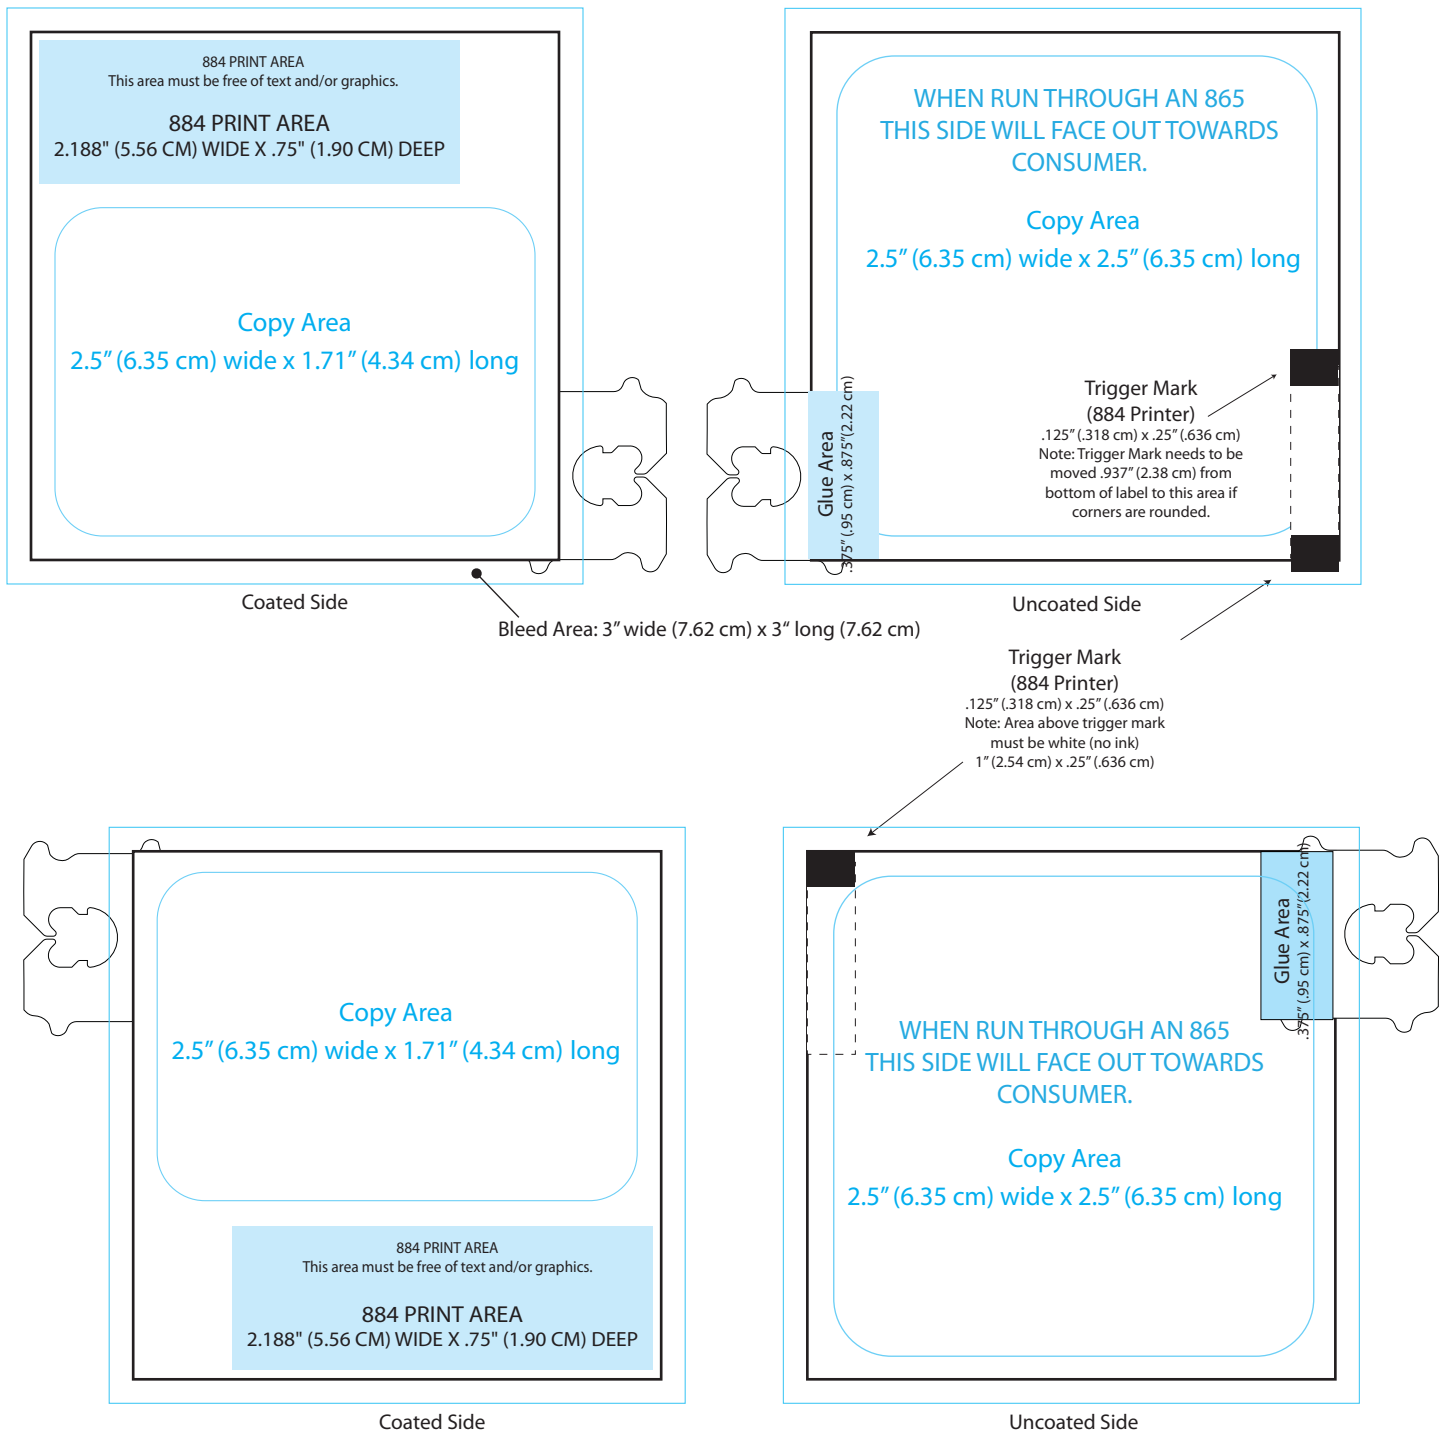 884 PRINT AREA
This area must be free of text and/or graphics.
884 PRINT AREA
2.188" (5.56 CM) WIDE X .75" (1.90 CM) DEEP
Copy Area
2.5” (6.35 cm) wide x 1.71” (4.34 cm) long
Coated Side
WHEN RUN THROUGH AN 865
THIS SIDE WILL FACE OUT TOWARDS
CONSUMER.
Copy Area
2.5” (6.35 cm) wide x 2.5” (6.35 cm) long
Glue Area
.375” (.95 cm) x .875”(2.22 cm)
Trigger Mark
(884 Printer)
.125” (.318 cm) x .25” (.636 cm)
Note: Trigger Mark needs to be
moved .937” (2.38 cm) from
bottom of label to this area if
corners are rounded.
Uncoated Side
Bleed Area: 3” wide (7.62 cm) x 3“ long (7.62 cm)
Trigger Mark
(884 Printer)
.125” (.318 cm) x .25” (.636 cm)
Note: Area above trigger mark
must be white (no ink)
1” (2.54 cm) x .25” (.636 cm)
Copy Area
2.5” (6.35 cm) wide x 1.71” (4.34 cm) long
884 PRINT AREA
This area must be free of text and/or graphics.
884 PRINT AREA
2.188" (5.56 CM) WIDE X .75" (1.90 CM) DEEP
Coated Side
Glue Area
.375” (.95 cm) x .875”(2.22 cm)
WHEN RUN THROUGH AN 865
THIS SIDE WILL FACE OUT TOWARDS
CONSUMER.
Copy Area
2.5” (6.35 cm) wide x 2.5” (6.35 cm) long
Uncoated Side